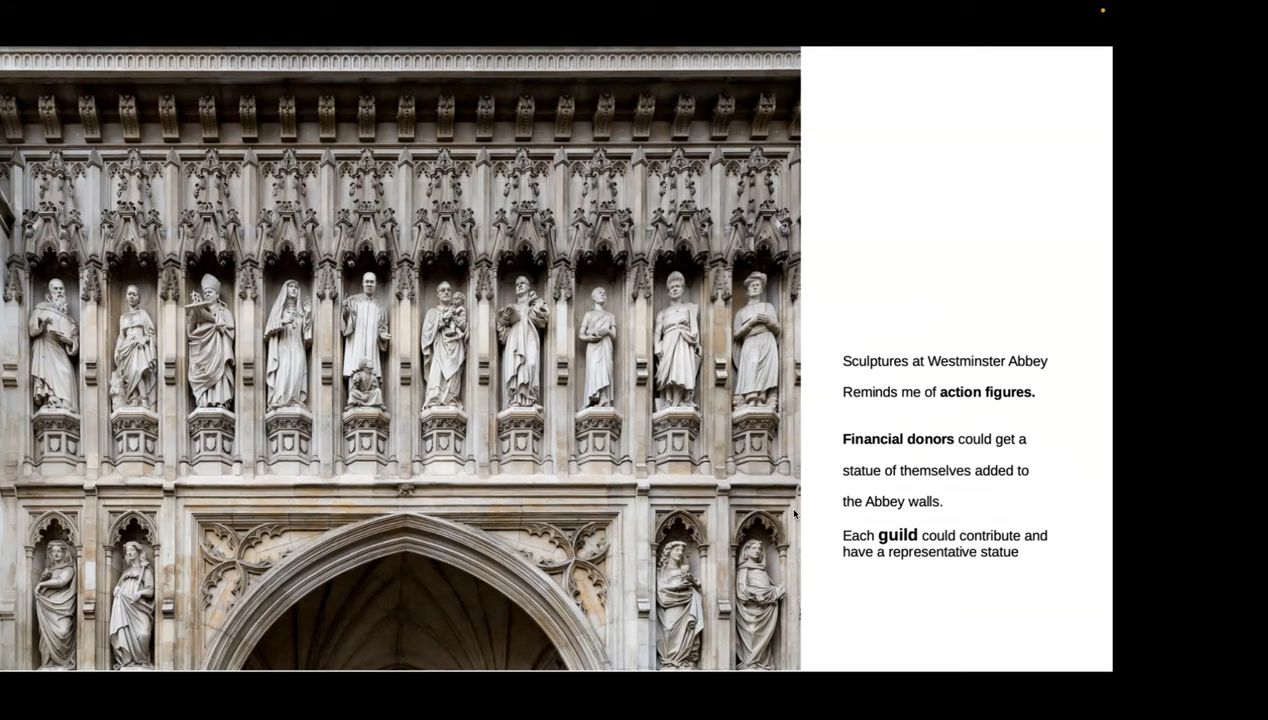 Sculptures at Westminster Abbey
Reminds me of action figures.
Financial donors could get a
statue of themselves added to
the Abbey walls.
Each guild could contribute and
have a representative statue